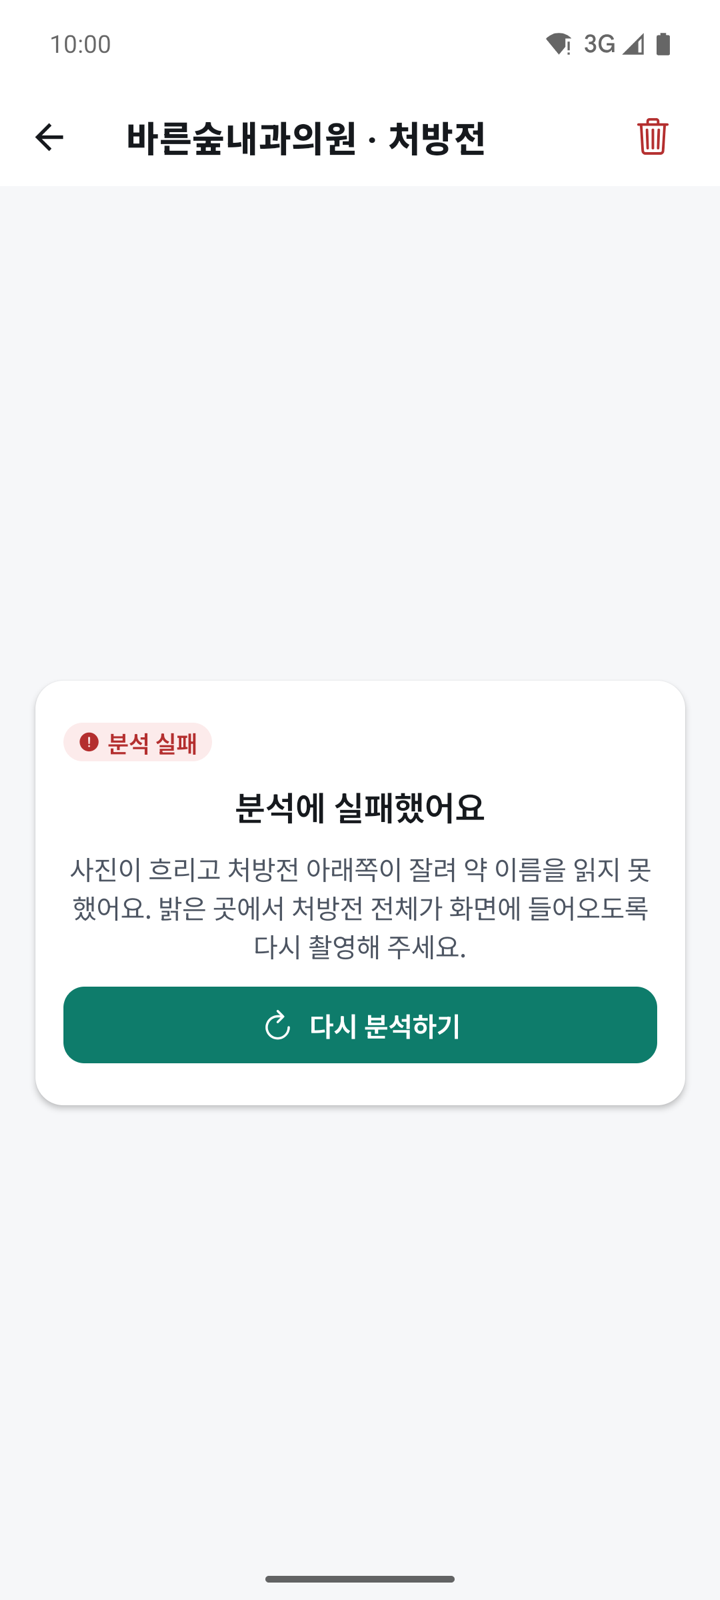 10:00
3G
바른숲내과의원 · 처방전
분석 실패
분석에 실패했어요
사진이 흐리고 처방전 아래쪽이 잘려 약 이름을 읽지 못
했어요. 밝은 곳에서 처방전 전체가 화면에 들어오도록
다시 촬영해 주세요.
다시 분석하기